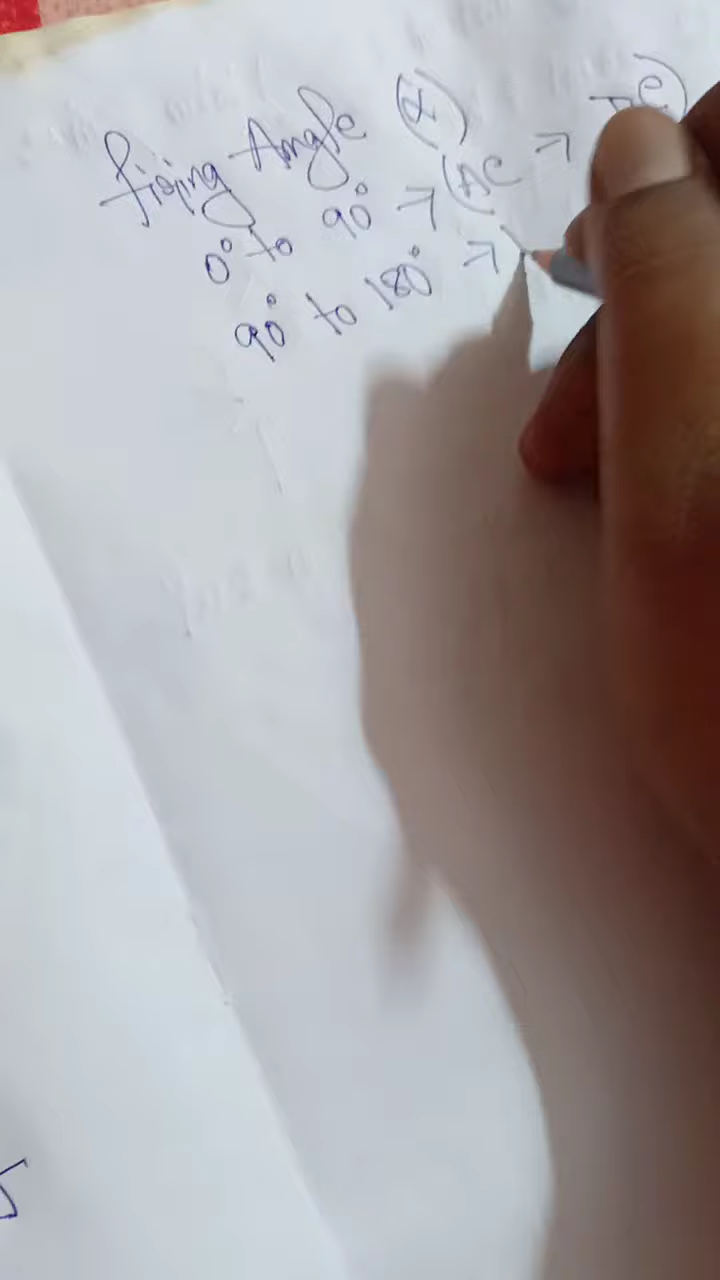 firing Angle (α)
0° to 90° → (AC →
90° to 180° →